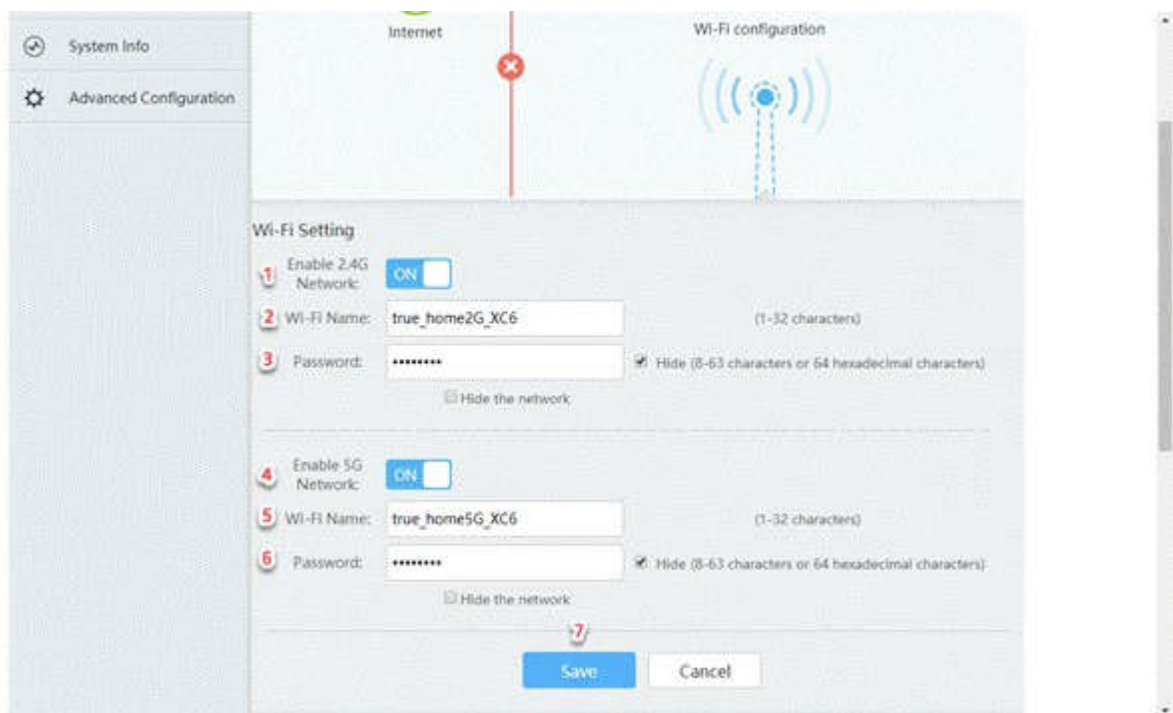 Internet
Wi-Fi configuration
System Info
Advanced Configuration
Wi-Fi Setting
1 Enable 2.4G
Network: ON
2 Wi-Fi Name: true_home2G_XC6 (1-32 characters)
3 Password: •••••••• Hide (8-63 characters or 64 hexadecimal characters)
Hide the network
4 Enable 5G
Network: ON
5 Wi-Fi Name: true_home5G_XC6 (1-32 characters)
6 Password: •••••••• Hide (8-63 characters or 64 hexadecimal characters)
Hide the network
7
Save Cancel